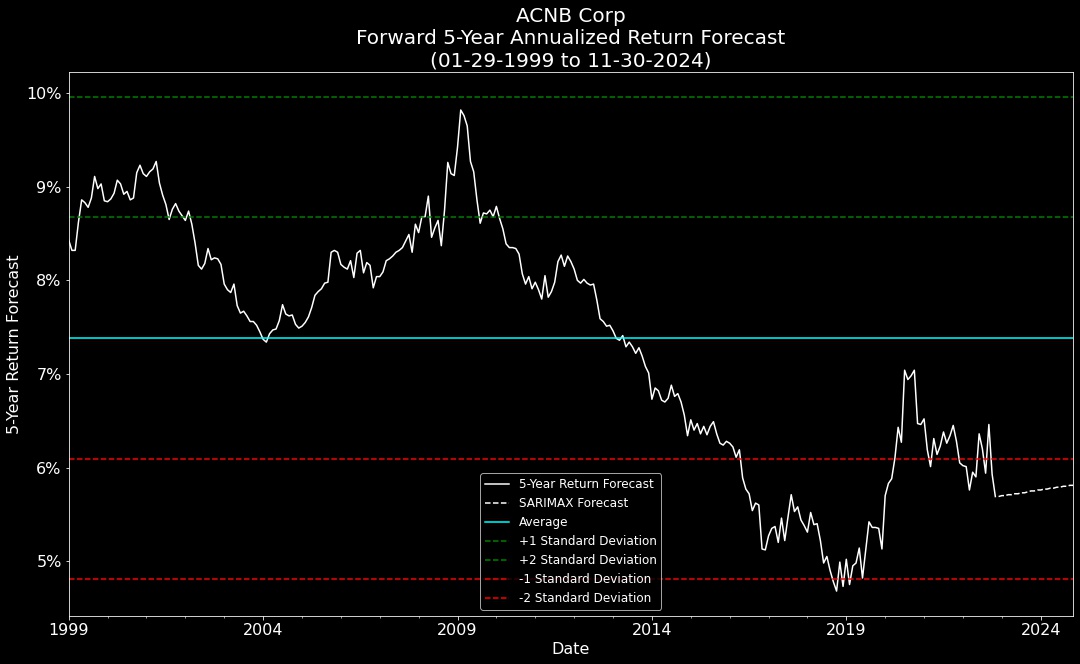 ACNB Corp
Forward 5-Year Annualized Return Forecast
(01-29-1999 to 11-30-2024)
10%
9%
8%
7%
6%
5%
5-Year Return Forecast
5-Year Return Forecast
SARIMAX Forecast
Average
+1 Standard Deviation
+2 Standard Deviation
-1 Standard Deviation
-2 Standard Deviation
1999 2004 2009 2014 2019 2024
Date